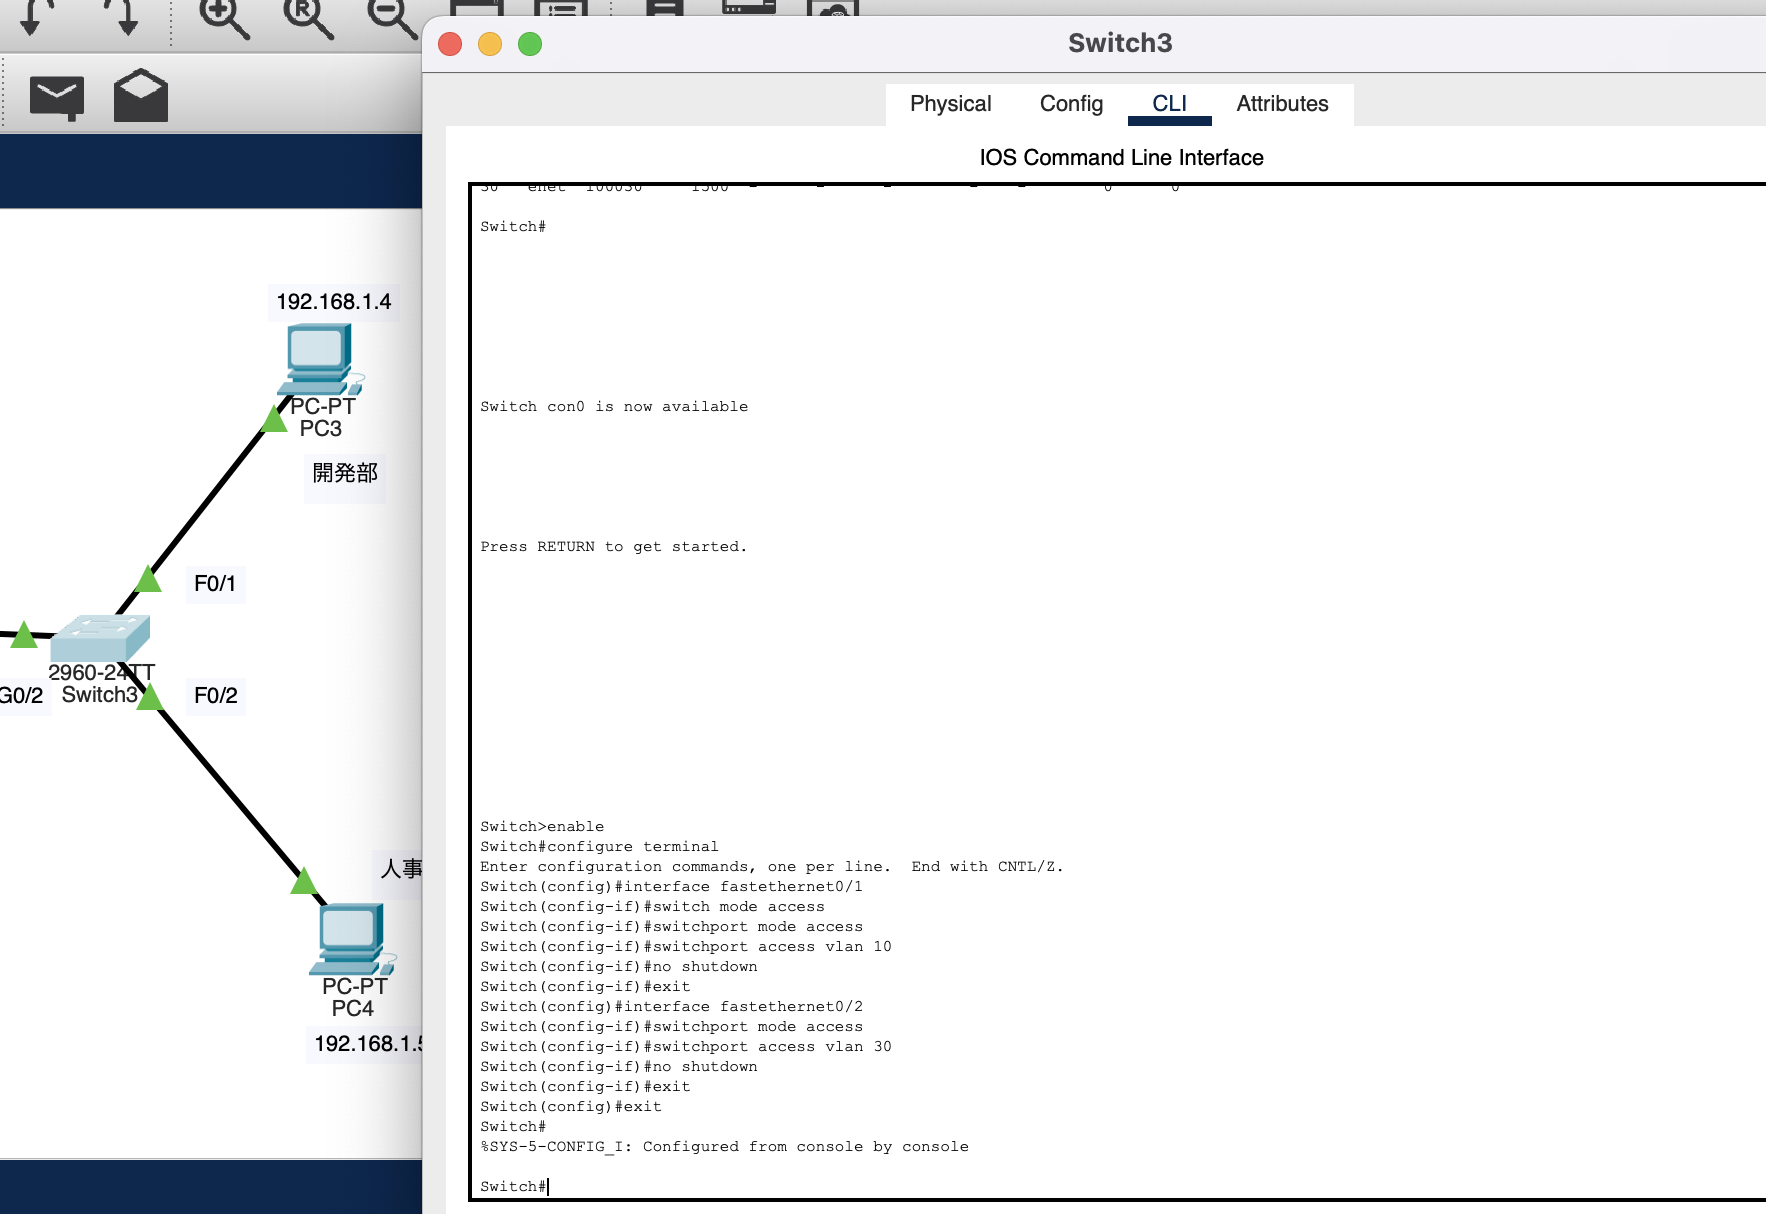 Switch3
Physical Config CLI Attributes
IOS Command Line Interface
Switch#
Switch con0 is now available
Press RETURN to get started.
Switch>enable
Switch#configure terminal
Enter configuration commands, one per line.  End with CNTL/Z.
Switch(config)#interface fastethernet0/1
Switch(config-if)#switch mode access
Switch(config-if)#switchport mode access
Switch(config-if)#switchport access vlan 10
Switch(config-if)#no shutdown
Switch(config-if)#exit
Switch(config)#interface fastethernet0/2
Switch(config-if)#switchport mode access
Switch(config-if)#switchport access vlan 30
Switch(config-if)#no shutdown
Switch(config-if)#exit
Switch(config)#exit
Switch#
%SYS-5-CONFIG_I: Configured from console by console
Switch#
192.168.1.4
PC-PT
PC3
開発部
F0/1
2960-24TT
G0/2 Switch3 F0/2
人事
PC-PT
PC4
192.168.1.5